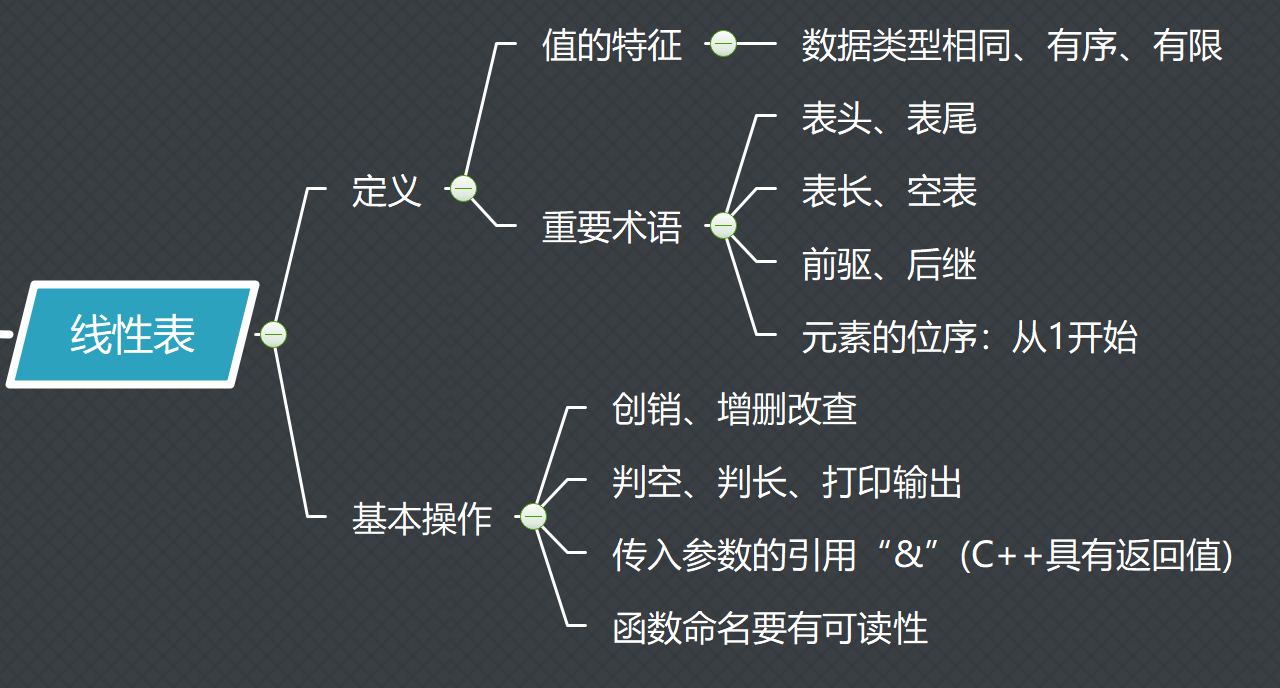 值的特征
数据类型相同、有序、有限
表头、表尾
定义
表长、空表
重要术语
前驱、后继
线性表
元素的位序：从1开始
创销、增删改查
判空、判长、打印输出
基本操作
传入参数的引用“&”(C++具有返回值)
函数命名要有可读性